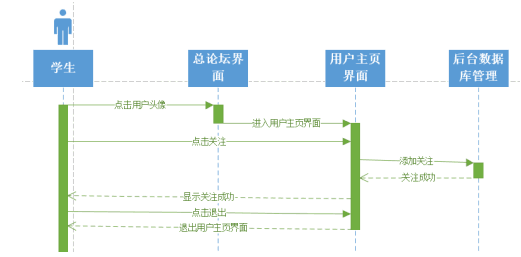 学生
总论坛界
面
用户主页
界面
后台数据
库管理
点击用户头像
进入用户主页界面
点击关注
添加关注
关注成功
显示关注成功
点击退出
退出用户主页界面